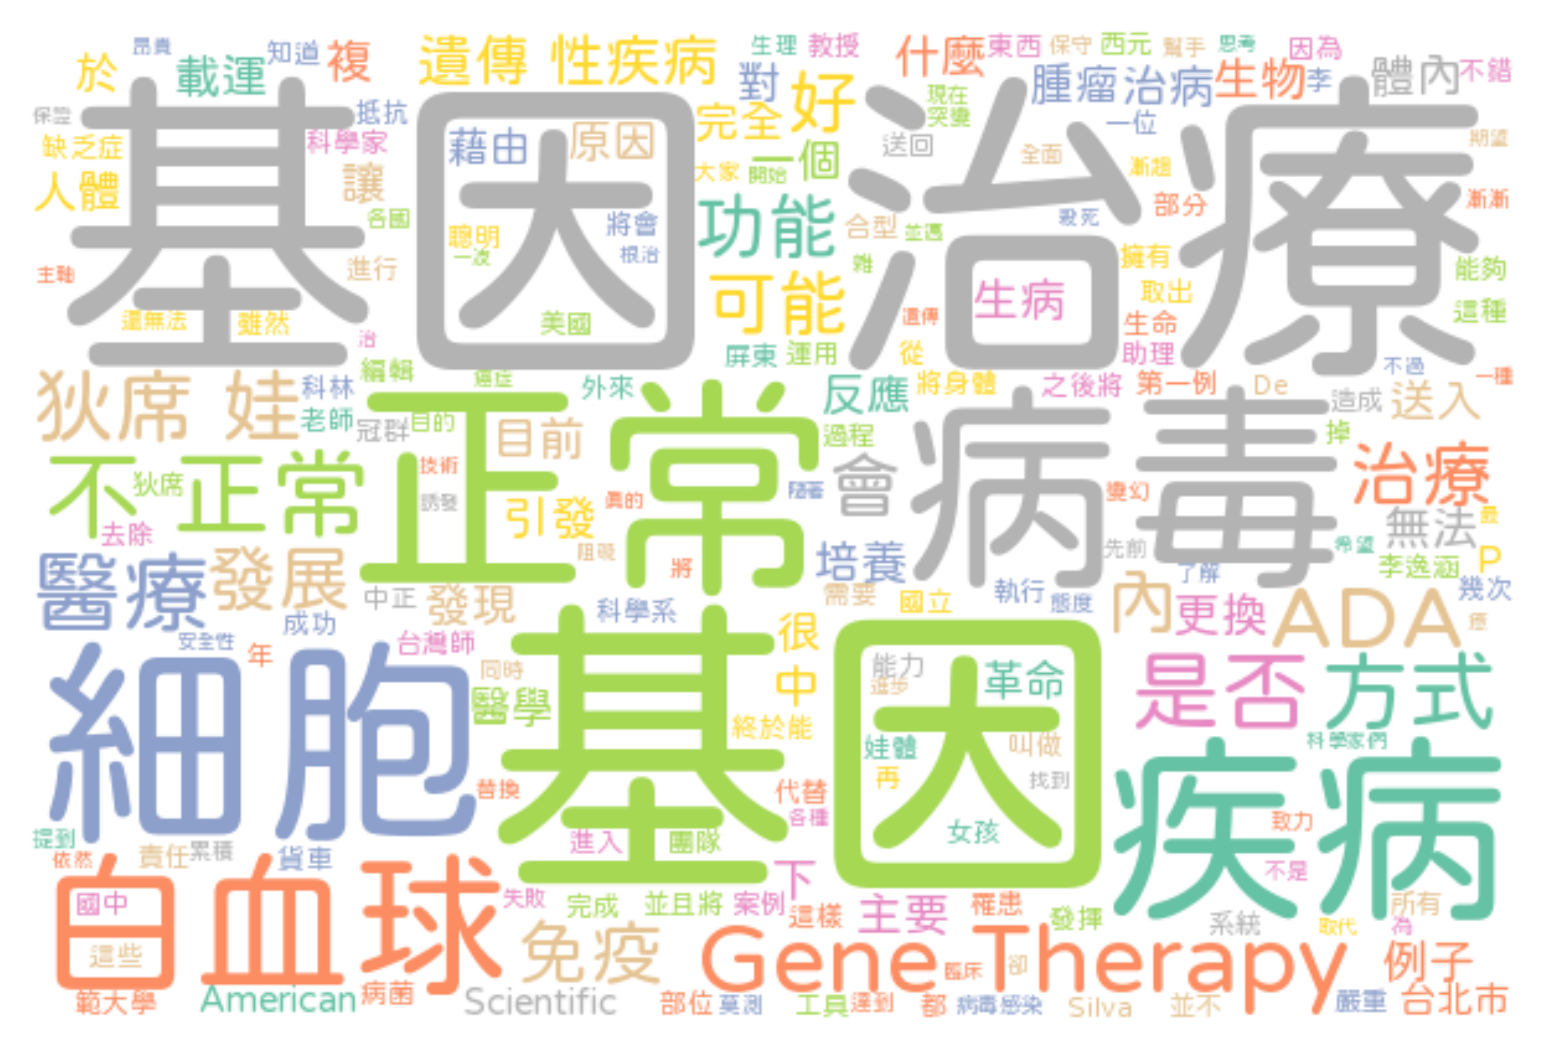 昂貴 知道 複 遺傳 性疾病 生理 教授 什麼 東西 保守 西元 幫手 思考 因為
於 載運 對 好 現在 腫瘤 治病 生物 李 體內 不錯
保證 抵抗 完全 突變 一位
基因治療
缺乏症 科學家 藉由 原因 一個 送回 全面 期望
人體 讓 大家 開始 漸趨 漸漸
各國 聰明 將會 功能 合型 並透 殺死 部分
主軸 進行 一波 根治 雜 擁有 能夠
可能 生病 取出 這種
還無法 雖然 美國 遺傳 生命
治 屏東 運用 從 助理
狄席 娃 科林 編輯 癌症 外來 反應 將身體 之後將 第一例 De 不過 一種
老師 冠群 目的 目前 過程 造成 送入 掉
正常 會 病毒
不正常 狄席 技術 隨著 變幻 治療
去除 誘發 引發 真的 無法 最
醫療 發展 阻礙 將 培養 先前 希望 P
中正 發現 需要 國立 執行 態度 了解 李逸涵 幾次
安全性 成功 科學系 很 內 更換 ADA 癌
年 台灣師
細胞 同時 基因 中 能力 革命 是否 方式
醫學 終於能 進步 娃體 叫做 科學家們
替換 代替 再 找到 疾病
提到 各種 女孩 致力
依然 責任 累積 貨車 進入 團隊 下 不是
白血球 國中 失敗 完成 並且將 案例 這樣 主要 罹患 發揮 系統 取代 所有 為
這些 免疫 Gene Therapy 臨床 卻 例子
範大學 American 病菌 Scientific 部位 莫測 工具 達到 都 病毒感染 Silva 並不 嚴重 台北市